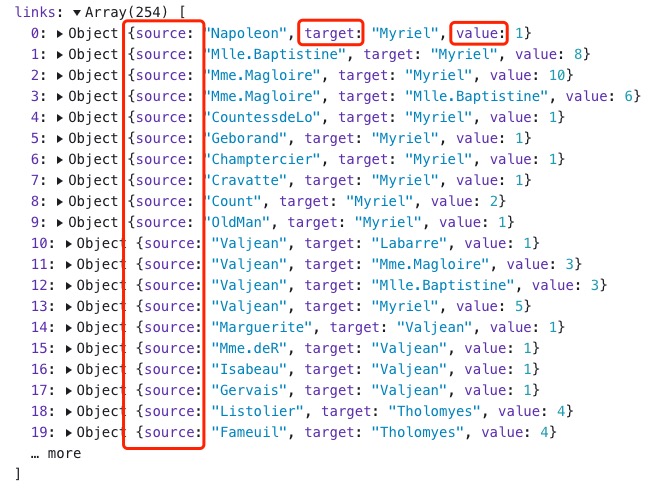 links: ▼Array(254) [
0: ▶Object {source: "Napoleon", target: "Myriel", value: 1}
1: ▶Object {source: "Mlle.Baptistine", target: "Myriel", value: 8}
2: ▶Object {source: "Mme.Magloire", target: "Myriel", value: 10}
3: ▶Object {source: "Mme.Magloire", target: "Mlle.Baptistine", value: 6}
4: ▶Object {source: "CountessdeLo", target: "Myriel", value: 1}
5: ▶Object {source: "Geborand", target: "Myriel", value: 1}
6: ▶Object {source: "Champtercier", target: "Myriel", value: 1}
7: ▶Object {source: "Cravatte", target: "Myriel", value: 1}
8: ▶Object {source: "Count", target: "Myriel", value: 2}
9: ▶Object {source: "OldMan", target: "Myriel", value: 1}
10: ▶Object {source: "Valjean", target: "Labarre", value: 1}
11: ▶Object {source: "Valjean", target: "Mme.Magloire", value: 3}
12: ▶Object {source: "Valjean", target: "Mlle.Baptistine", value: 3}
13: ▶Object {source: "Valjean", target: "Myriel", value: 5}
14: ▶Object {source: "Marguerite", target: "Valjean", value: 1}
15: ▶Object {source: "Mme.deR", target: "Valjean", value: 1}
16: ▶Object {source: "Isabeau", target: "Valjean", value: 1}
17: ▶Object {source: "Gervais", target: "Valjean", value: 1}
18: ▶Object {source: "Listolier", target: "Tholomyes", value: 4}
19: ▶Object {source: "Fameuil", target: "Tholomyes", value: 4}
… more
]